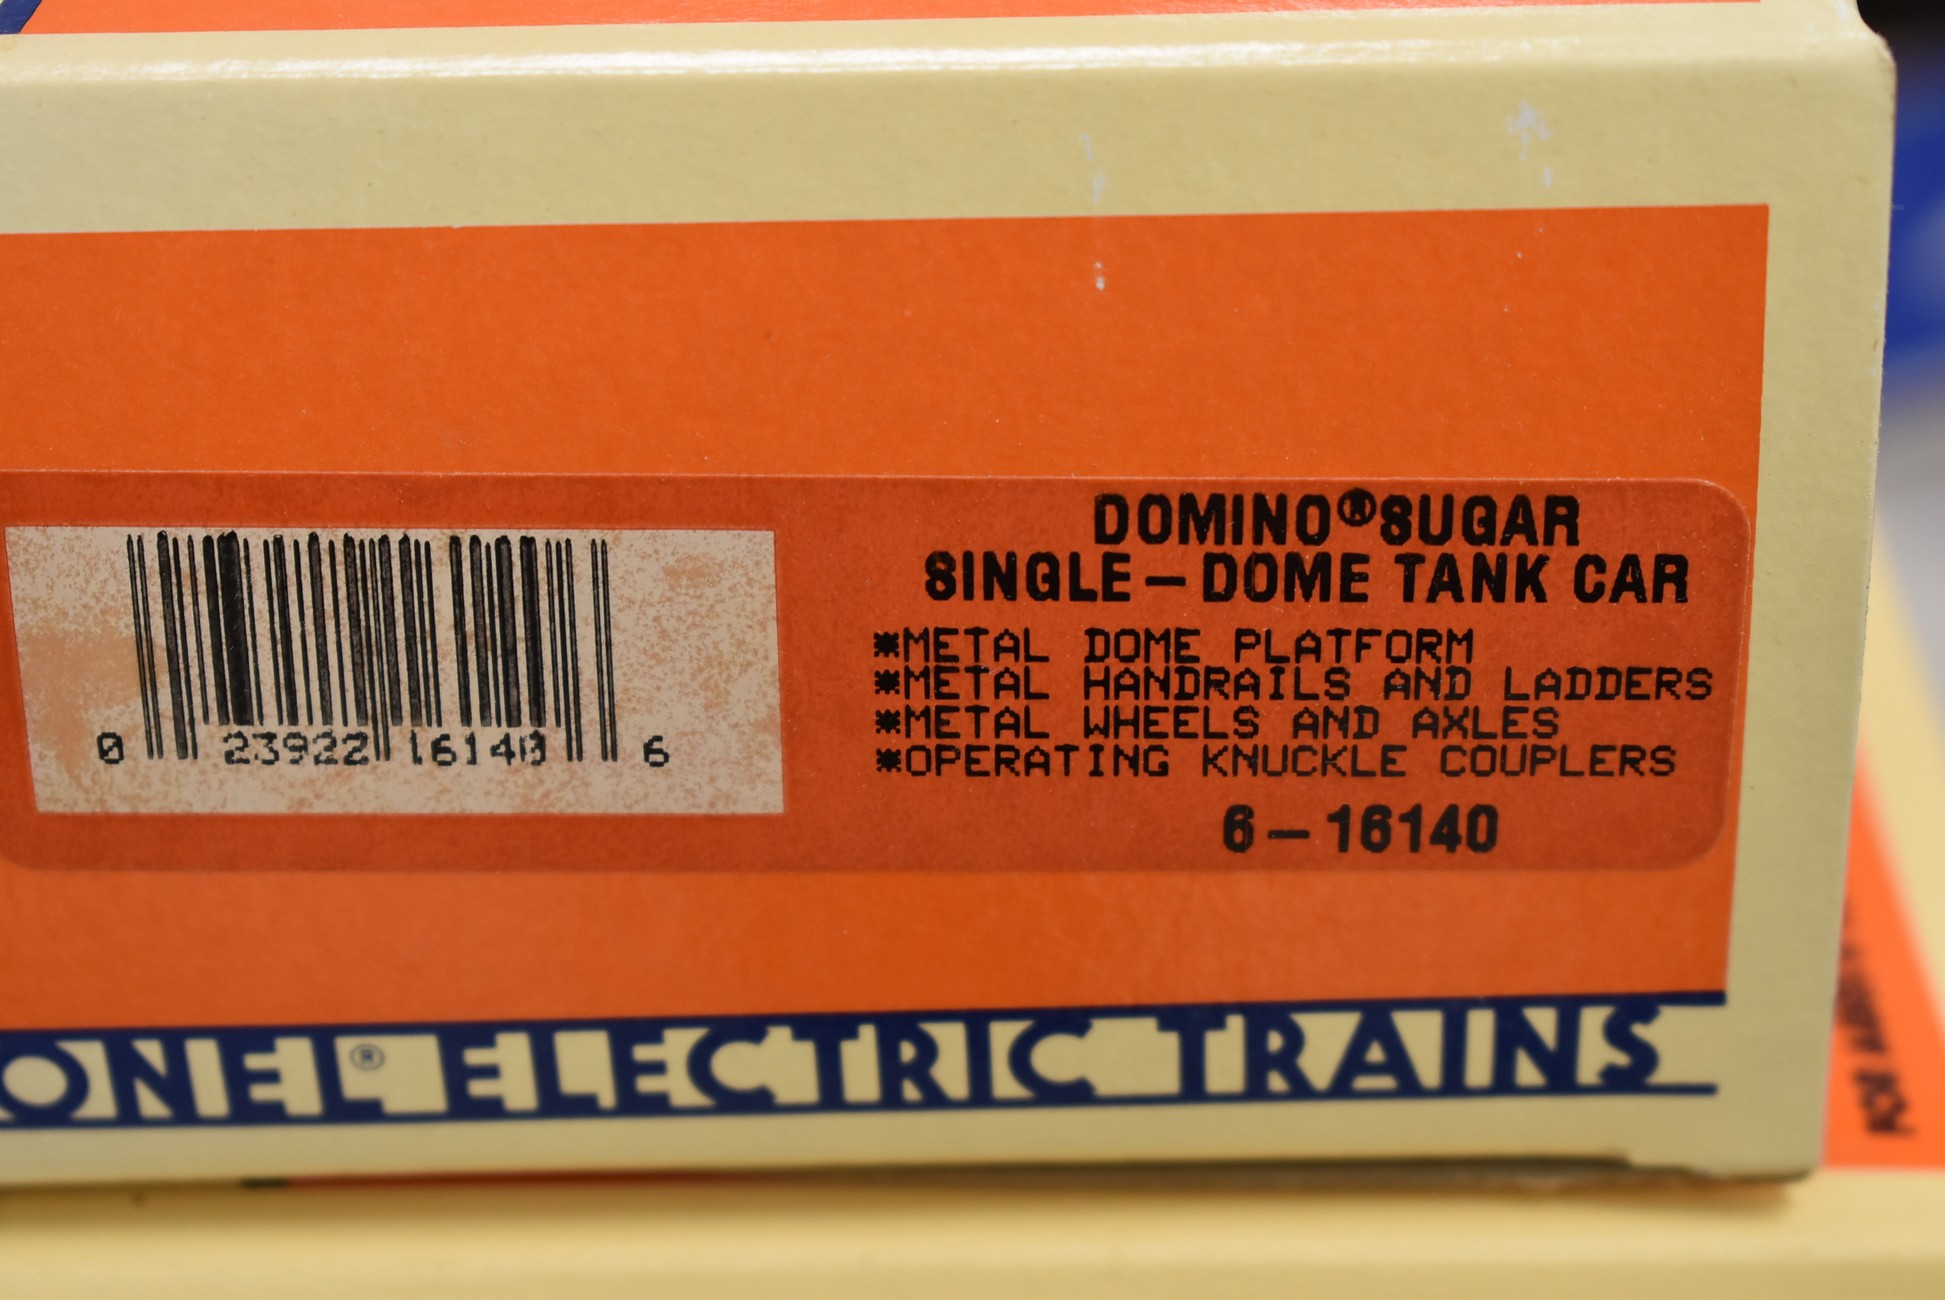 DOMINO®SUGAR
SINGLE-DOME TANK CAR
*METAL DOME PLATFORM
*METAL HANDRAILS AND LADDERS
*METAL WHEELS AND AXLES
*OPERATING KNUCKLE COUPLERS
6-16140
0 23922 16140 6
ONEL® ELECTRIC TRAINS